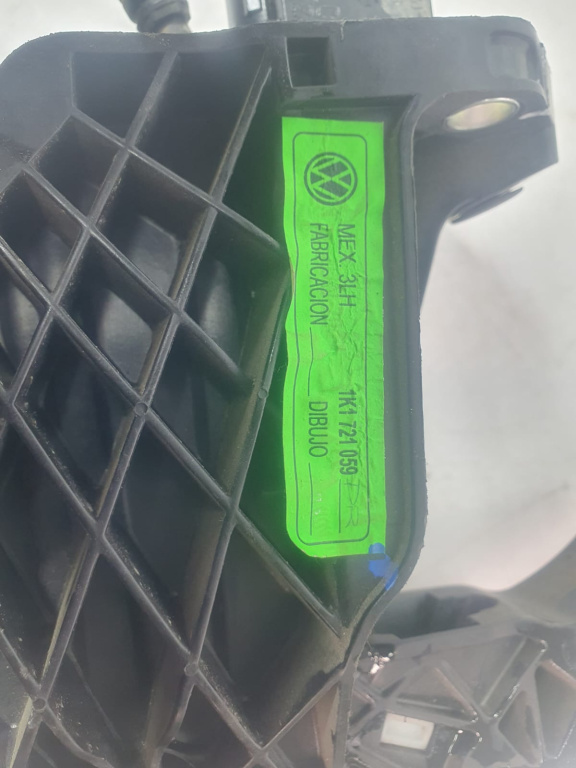 MEX. 3LH
FABRICACION
1K1 721 059
DIBUJO